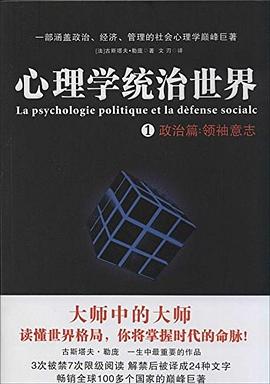 一部涵盖政治、经济、管理的社会心理学巅峰巨著
[法]古斯塔夫·勒庞 著 文刃 译
心理学统治世界
La psychologie politique et la dèfense socialc
1 政治篇:领袖意志
大师中的大师
读懂世界格局，你将掌握时代的命脉!
古斯塔夫·勒庞 一生中最重要的作品
3次被禁7次限级阅读 解禁后被译成24种文字
畅销全球100多个国家的巅峰巨著